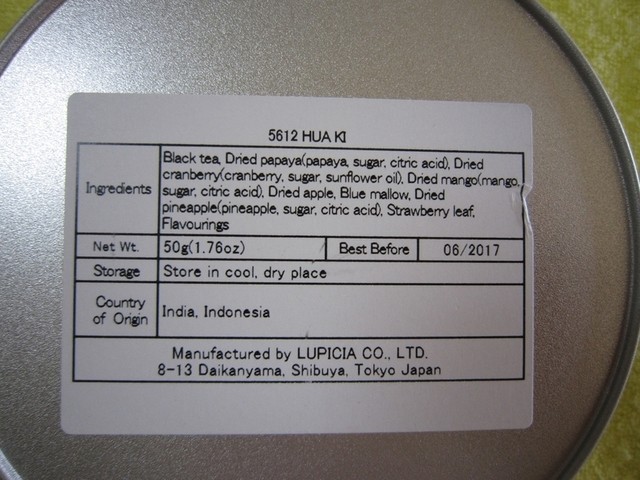 5612 HUA KI
Ingredients
Black tea, Dried papaya(papaya, sugar, citric acid), Dried
cranberry(cranberry, sugar, sunflower oil), Dried mango(mango,
sugar, citric acid), Dried apple, Blue mallow, Dried
pineapple(pineapple, sugar, citric acid), Strawberry leaf,
Flavourings
Net Wt. 50g(1.76oz) Best Before 06/2017
Storage Store in cool, dry place
Country
of Origin
India, Indonesia
Manufactured by LUPICIA CO., LTD.
8-13 Daikanyama, Shibuya, Tokyo Japan